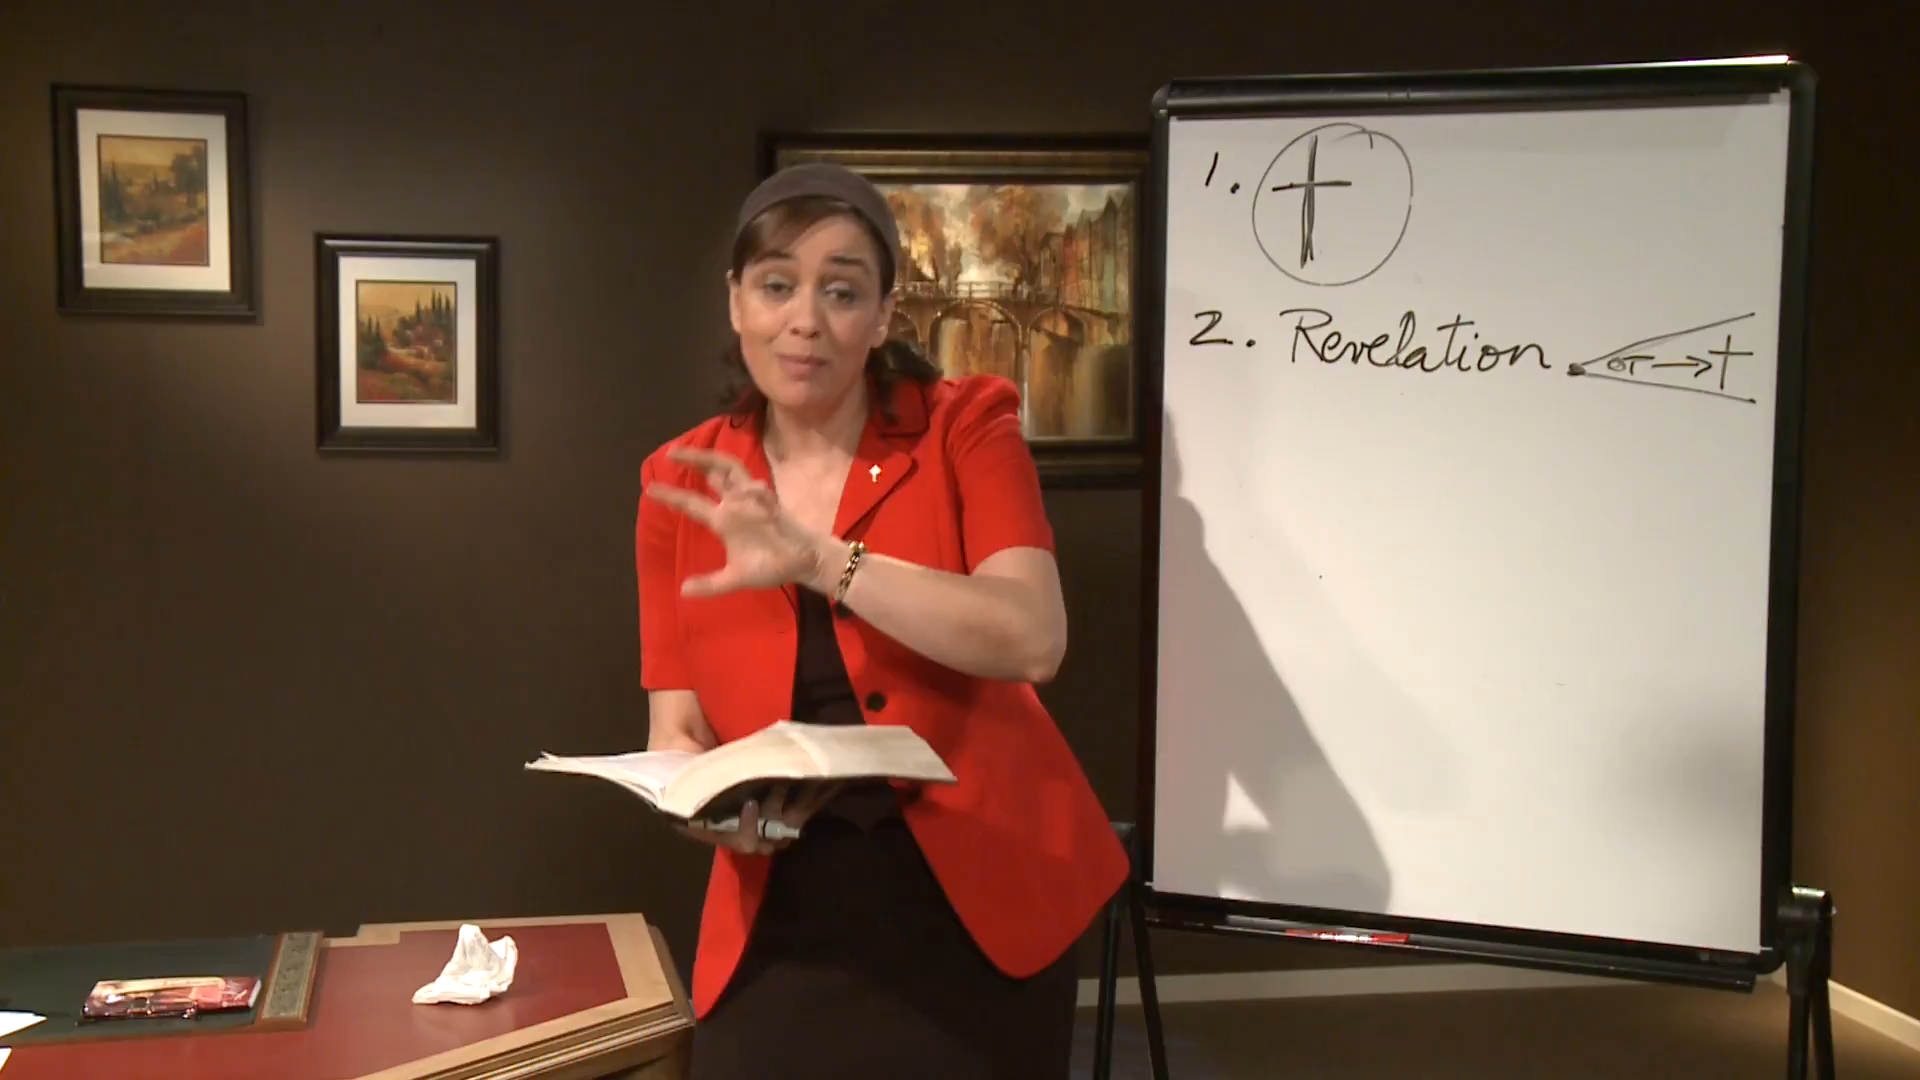 1.
2. Revelation OT →